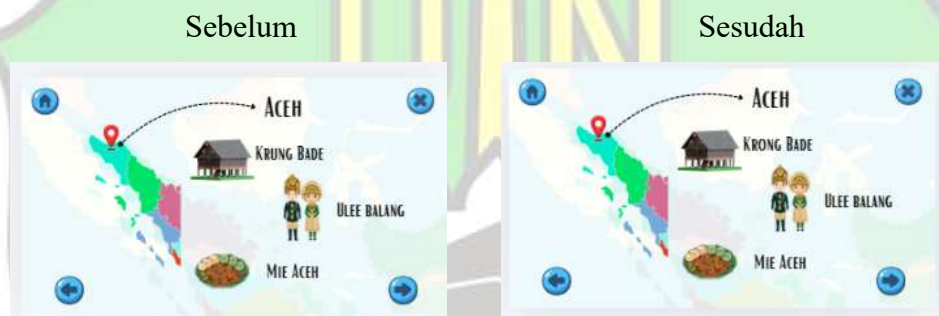 Sebelum
Sesudah
ACEH
KRUNG BADE
ULEE BALANG
MIE ACEH
ACEH
KRONG BADE
ULEE BALANG
MIE ACEH